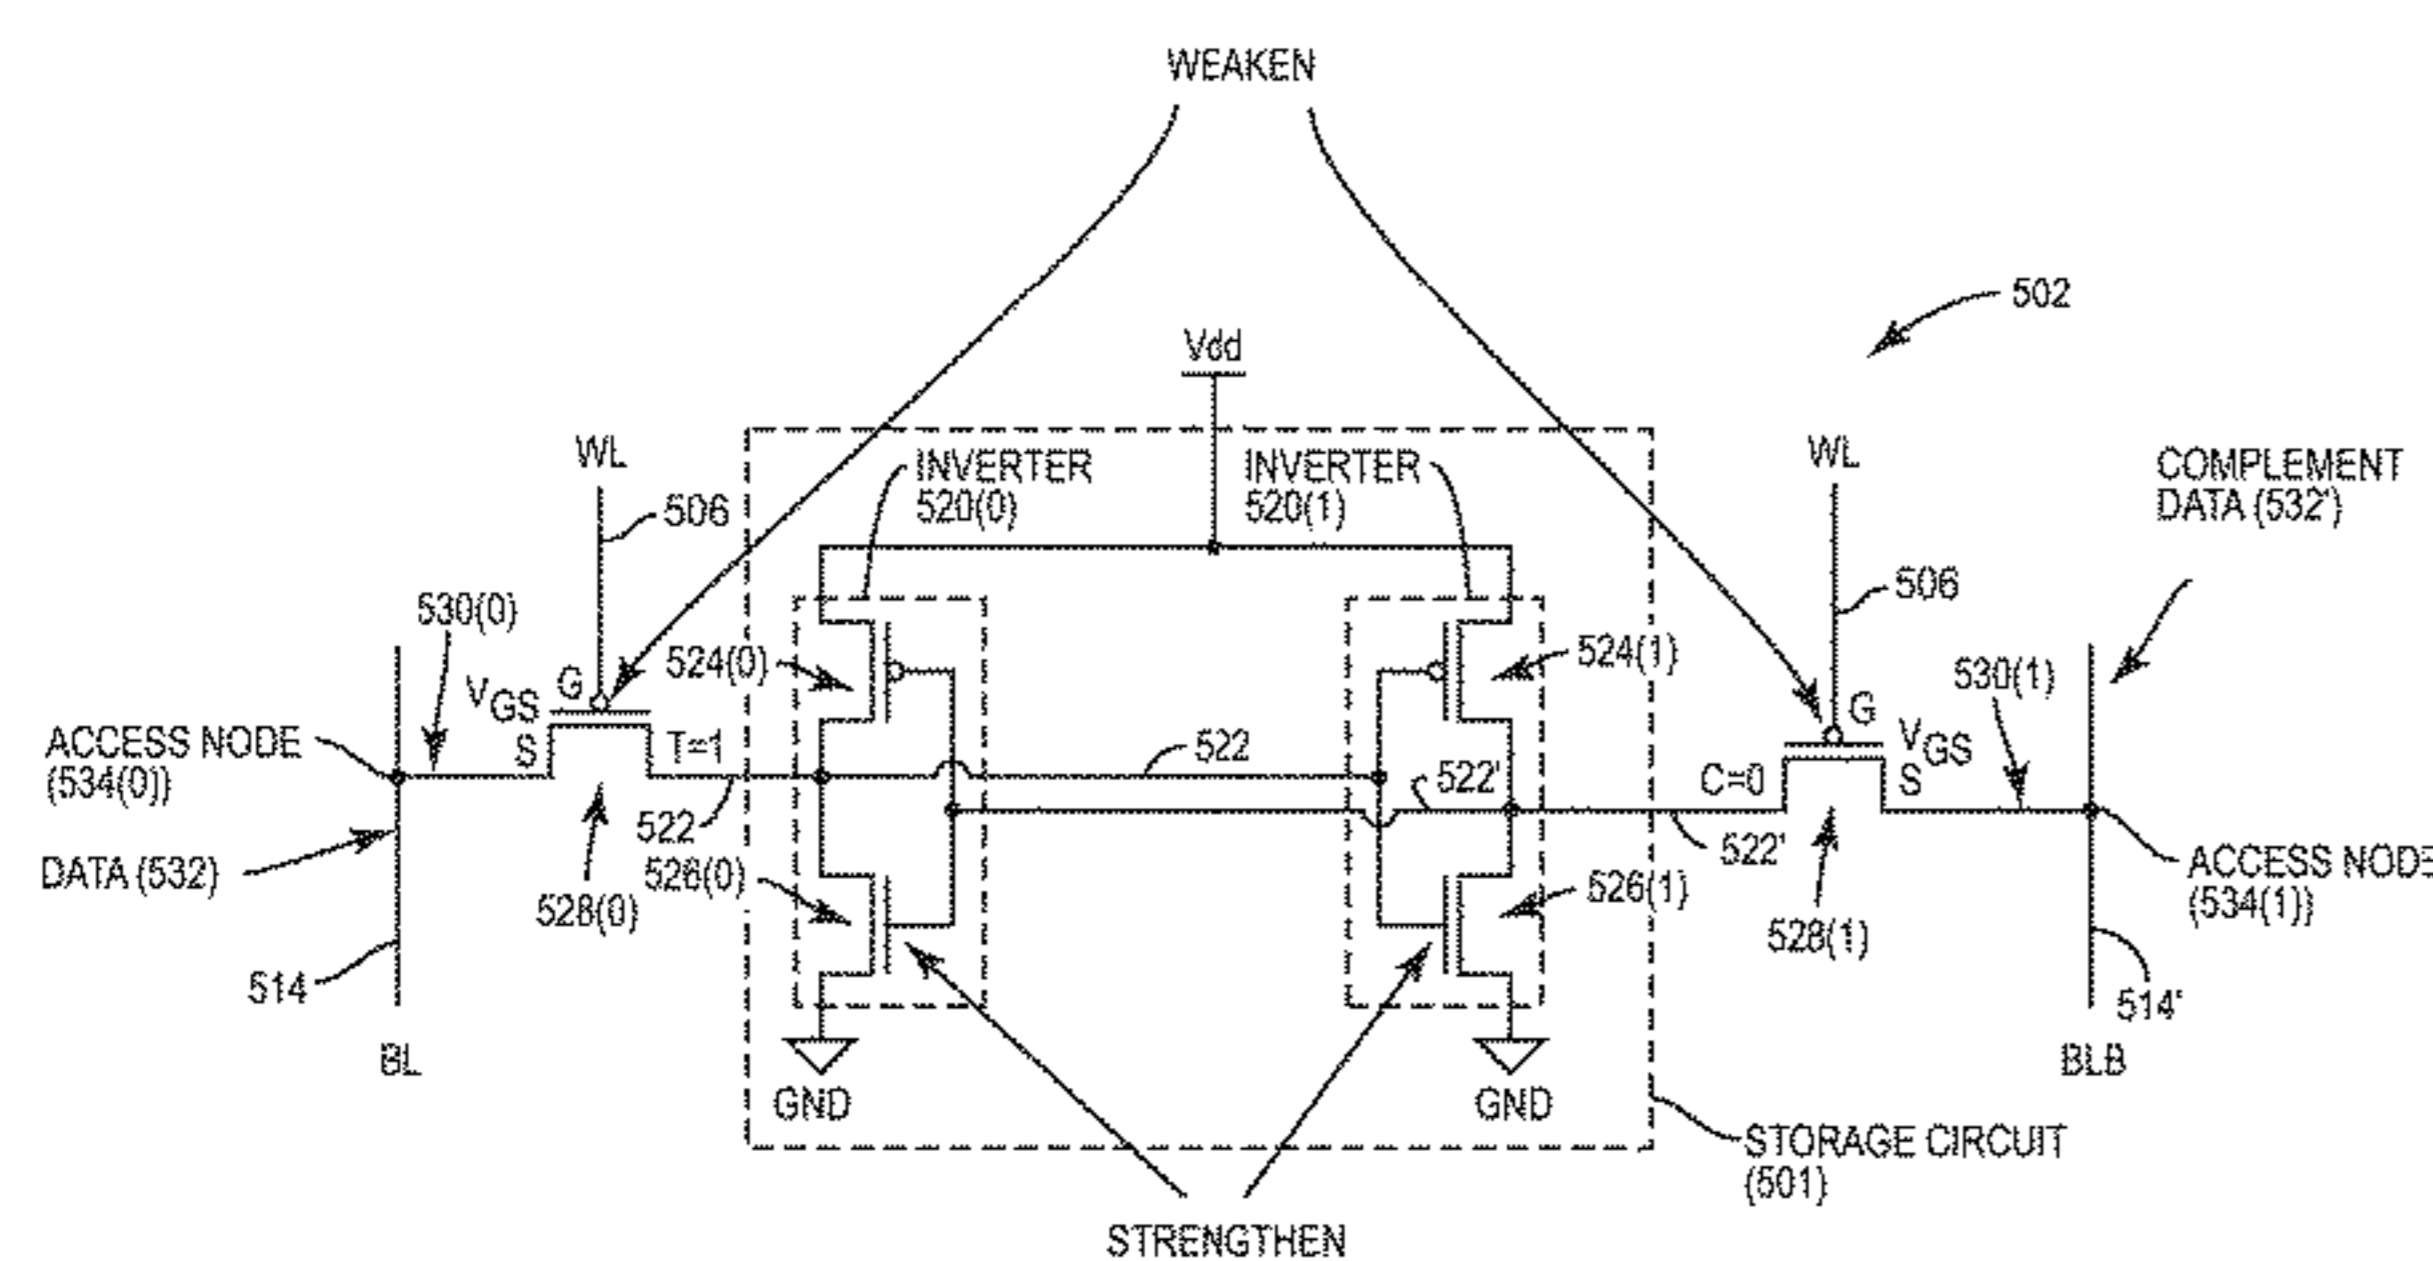 WEAKEN
502
Vdd
WL
INVERTER
520(0)
INVERTER
520(1)
WL
COMPLEMENT
DATA (532')
506
506
530(0)
524(0)
524(1)
530(1)
VGS
G
S
T=1
G
VGS
S
C=0
ACCESS NODE
(534(0))
522
522'
522
522'
DATA (532)
526(0)
526(1)
528(0)
528(1)
ACCESS NODE
(534(1))
514
514'
BL
BLB
GND
GND
STORAGE CIRCUIT
(501)
STRENGTHEN